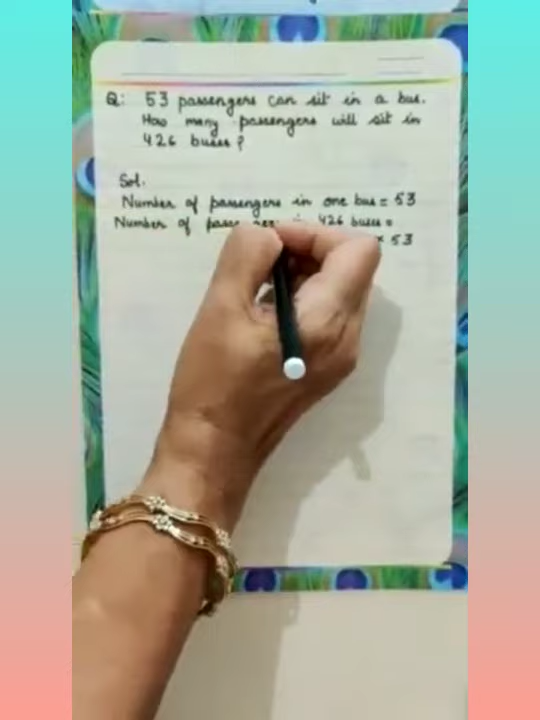 Q: 53 passengers can sit in a bus.
How many passengers will sit in
426 buses?
Sol.
Number of passengers in one bus = 53
Number of in 426 buses =
× 53